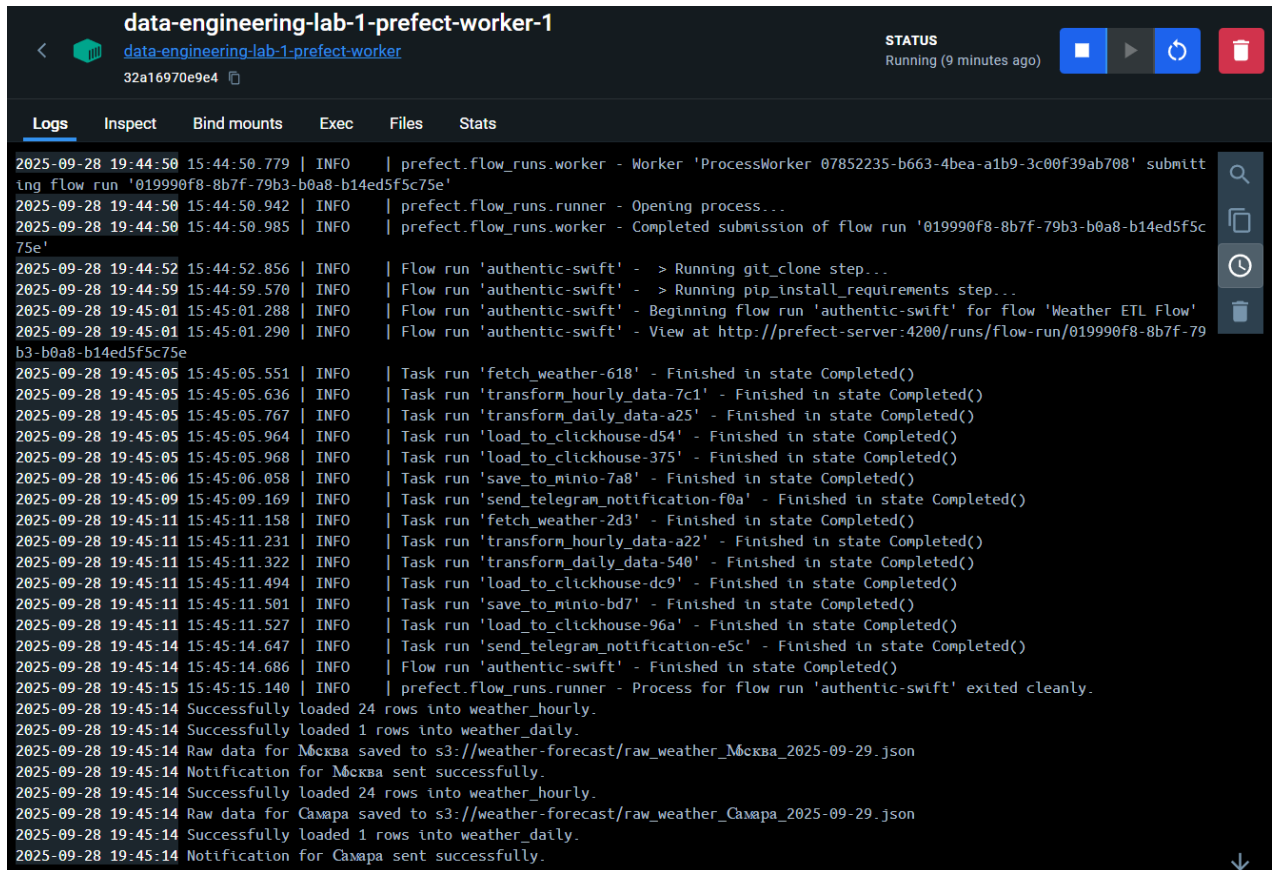 data-engineering-lab-1-prefect-worker-1
data-engineering-lab-1-prefect-worker
32a16970e9e4
STATUS
Running (9 minutes ago)
Logs Inspect Bind mounts Exec Files Stats
2025-09-28 19:44:50 15:44:50.779 | INFO | prefect.flow_runs.worker - Worker 'ProcessWorker 07852235-b663-4bea-a1b9-3c00f39ab708' submitt
ing flow run '019990f8-8b7f-79b3-b0a8-b14ed5f5c75e'
2025-09-28 19:44:50 15:44:50.942 | INFO | prefect.flow_runs.runner - Opening process...
2025-09-28 19:44:50 15:44:50.985 | INFO | prefect.flow_runs.worker - Completed submission of flow run '019990f8-8b7f-79b3-b0a8-b14ed5f5c
75e'
2025-09-28 19:44:52 15:44:52.856 | INFO | Flow run 'authentic-swift' - > Running git_clone step...
2025-09-28 19:44:59 15:44:59.570 | INFO | Flow run 'authentic-swift' - > Running pip_install_requirements step...
2025-09-28 19:45:01 15:45:01.288 | INFO | Flow run 'authentic-swift' - Beginning flow run 'authentic-swift' for flow 'Weather ETL Flow'
2025-09-28 19:45:01 15:45:01.290 | INFO | Flow run 'authentic-swift' - View at http://prefect-server:4200/runs/flow-run/019990f8-8b7f-79
b3-b0a8-b14ed5f5c75e
2025-09-28 19:45:05 15:45:05.551 | INFO | Task run 'fetch_weather-618' - Finished in state Completed()
2025-09-28 19:45:05 15:45:05.636 | INFO | Task run 'transform_hourly_data-7c1' - Finished in state Completed()
2025-09-28 19:45:05 15:45:05.767 | INFO | Task run 'transform_daily_data-a25' - Finished in state Completed()
2025-09-28 19:45:05 15:45:05.964 | INFO | Task run 'load_to_clickhouse-d54' - Finished in state Completed()
2025-09-28 19:45:05 15:45:05.968 | INFO | Task run 'load_to_clickhouse-375' - Finished in state Completed()
2025-09-28 19:45:06 15:45:06.058 | INFO | Task run 'save_to_minio-7a8' - Finished in state Completed()
2025-09-28 19:45:09 15:45:09.169 | INFO | Task run 'send_telegram_notification-f0a' - Finished in state Completed()
2025-09-28 19:45:11 15:45:11.158 | INFO | Task run 'fetch_weather-2d3' - Finished in state Completed()
2025-09-28 19:45:11 15:45:11.231 | INFO | Task run 'transform_hourly_data-a22' - Finished in state Completed()
2025-09-28 19:45:11 15:45:11.322 | INFO | Task run 'transform_daily_data-540' - Finished in state Completed()
2025-09-28 19:45:11 15:45:11.494 | INFO | Task run 'load_to_clickhouse-dc9' - Finished in state Completed()
2025-09-28 19:45:11 15:45:11.501 | INFO | Task run 'save_to_minio-bd7' - Finished in state Completed()
2025-09-28 19:45:11 15:45:11.527 | INFO | Task run 'load_to_clickhouse-96a' - Finished in state Completed()
2025-09-28 19:45:14 15:45:14.647 | INFO | Task run 'send_telegram_notification-e5c' - Finished in state Completed()
2025-09-28 19:45:14 15:45:14.686 | INFO | Flow run 'authentic-swift' - Finished in state Completed()
2025-09-28 19:45:15 15:45:15.140 | INFO | prefect.flow_runs.runner - Process for flow run 'authentic-swift' exited cleanly.
2025-09-28 19:45:14 Successfully loaded 24 rows into weather_hourly.
2025-09-28 19:45:14 Successfully loaded 1 rows into weather_daily.
2025-09-28 19:45:14 Raw data for Москва saved to s3://weather-forecast/raw_weather_Москва_2025-09-29.json
2025-09-28 19:45:14 Notification for Москва sent successfully.
2025-09-28 19:45:14 Successfully loaded 24 rows into weather_hourly.
2025-09-28 19:45:14 Raw data for Самара saved to s3://weather-forecast/raw_weather_Самара_2025-09-29.json
2025-09-28 19:45:14 Successfully loaded 1 rows into weather_daily.
2025-09-28 19:45:14 Notification for Самара sent successfully.